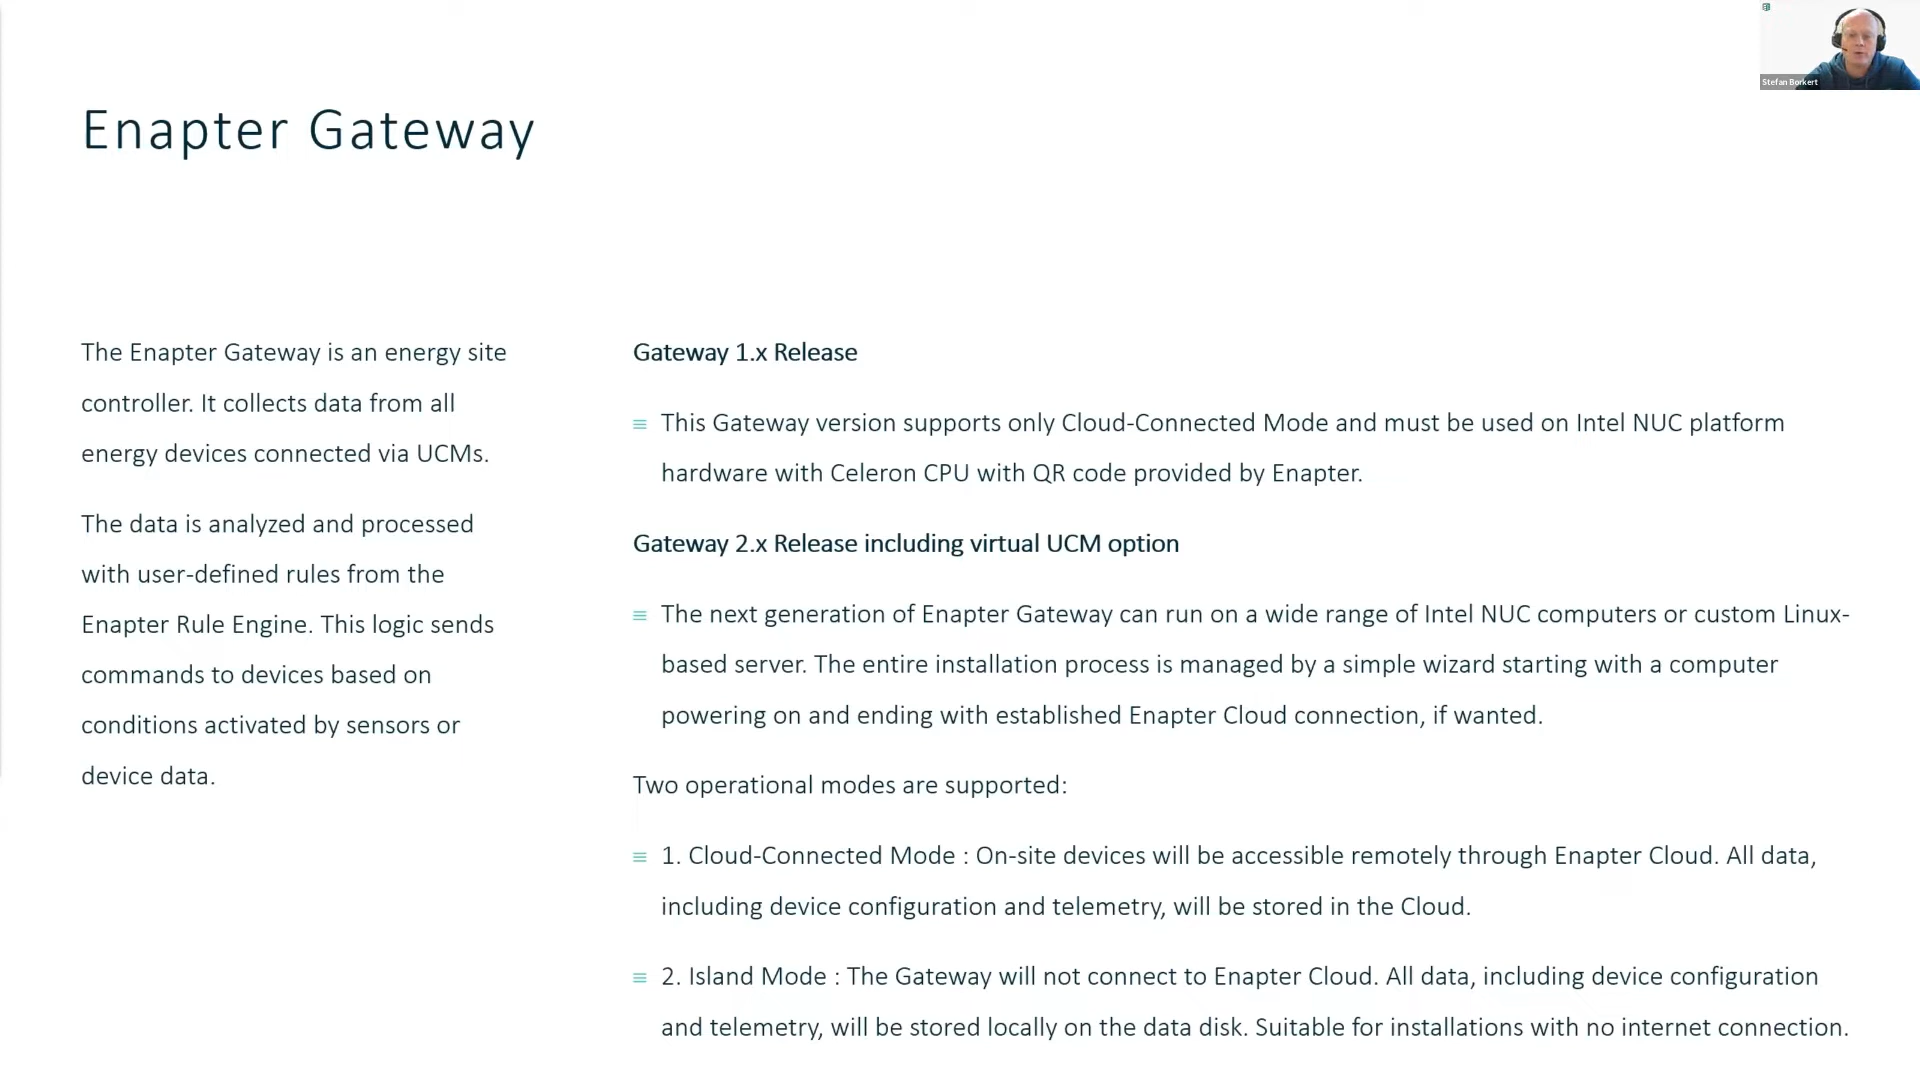 Stefan Borkert
Enapter Gateway
The Enapter Gateway is an energy site
controller. It collects data from all
energy devices connected via UCMs.
The data is analyzed and processed
with user-defined rules from the
Enapter Rule Engine. This logic sends
commands to devices based on
conditions activated by sensors or
device data.
Gateway 1.x Release
This Gateway version supports only Cloud-Connected Mode and must be used on Intel NUC platform
hardware with Celeron CPU with QR code provided by Enapter.
Gateway 2.x Release including virtual UCM option
The next generation of Enapter Gateway can run on a wide range of Intel NUC computers or custom Linux-
based server. The entire installation process is managed by a simple wizard starting with a computer
powering on and ending with established Enapter Cloud connection, if wanted.
Two operational modes are supported:
1. Cloud-Connected Mode : On-site devices will be accessible remotely through Enapter Cloud. All data,
including device configuration and telemetry, will be stored in the Cloud.
2. Island Mode : The Gateway will not connect to Enapter Cloud. All data, including device configuration
and telemetry, will be stored locally on the data disk. Suitable for installations with no internet connection.